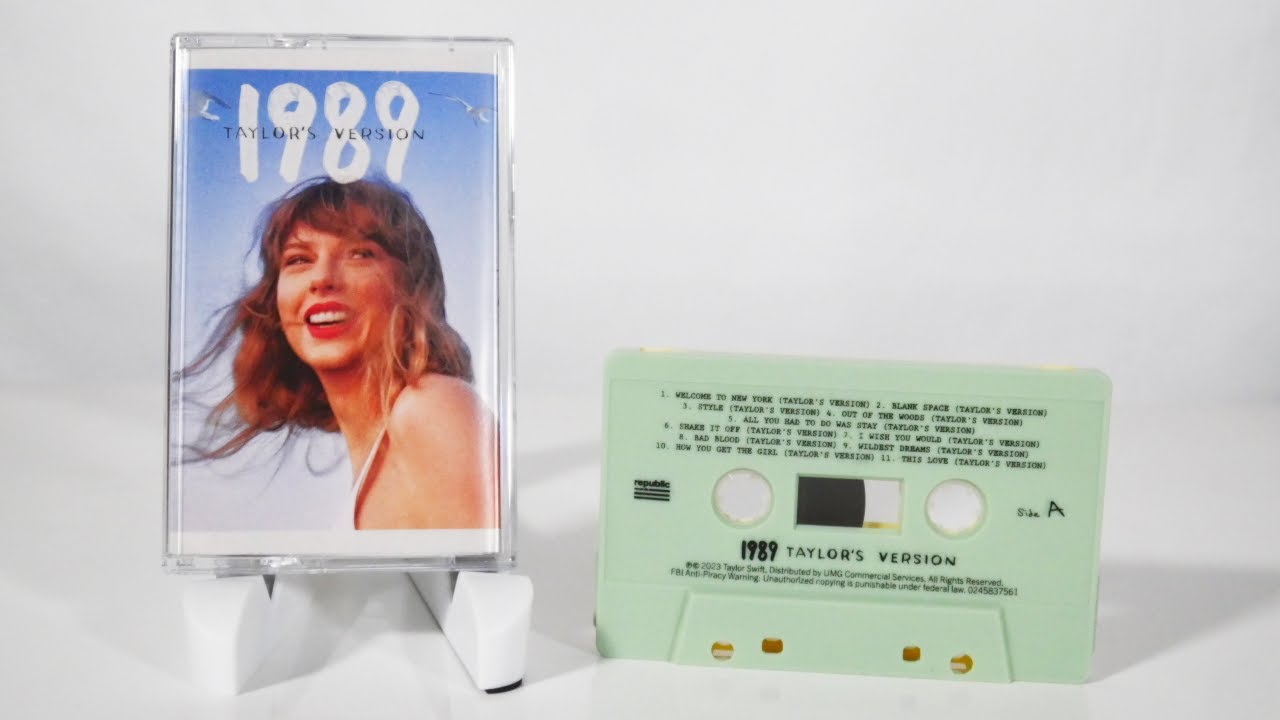 1989
TAYLOR'S VERSION
1. WELCOME TO NEW YORK (TAYLOR'S VERSION) 2. BLANK SPACE (TAYLOR'S VERSION)
3. STYLE (TAYLOR'S VERSION) 4. OUT OF THE WOODS (TAYLOR'S VERSION)
5. ALL YOU HAD TO DO WAS STAY (TAYLOR'S VERSION)
6. SHAKE IT OFF (TAYLOR'S VERSION) 7. I WISH YOU WOULD (TAYLOR'S VERSION)
8. BAD BLOOD (TAYLOR'S VERSION) 9. WILDEST DREAMS (TAYLOR'S VERSION)
10. HOW YOU GET THE GIRL (TAYLOR'S VERSION) 11. THIS LOVE (TAYLOR'S VERSION)
republic
Side A
1989 TAYLOR'S VERSION
℗© 2023 Taylor Swift. Distributed by UMG Commercial Services. All Rights Reserved.
FBI Anti-Piracy Warning: Unauthorized copying is punishable under federal law. 0245837561